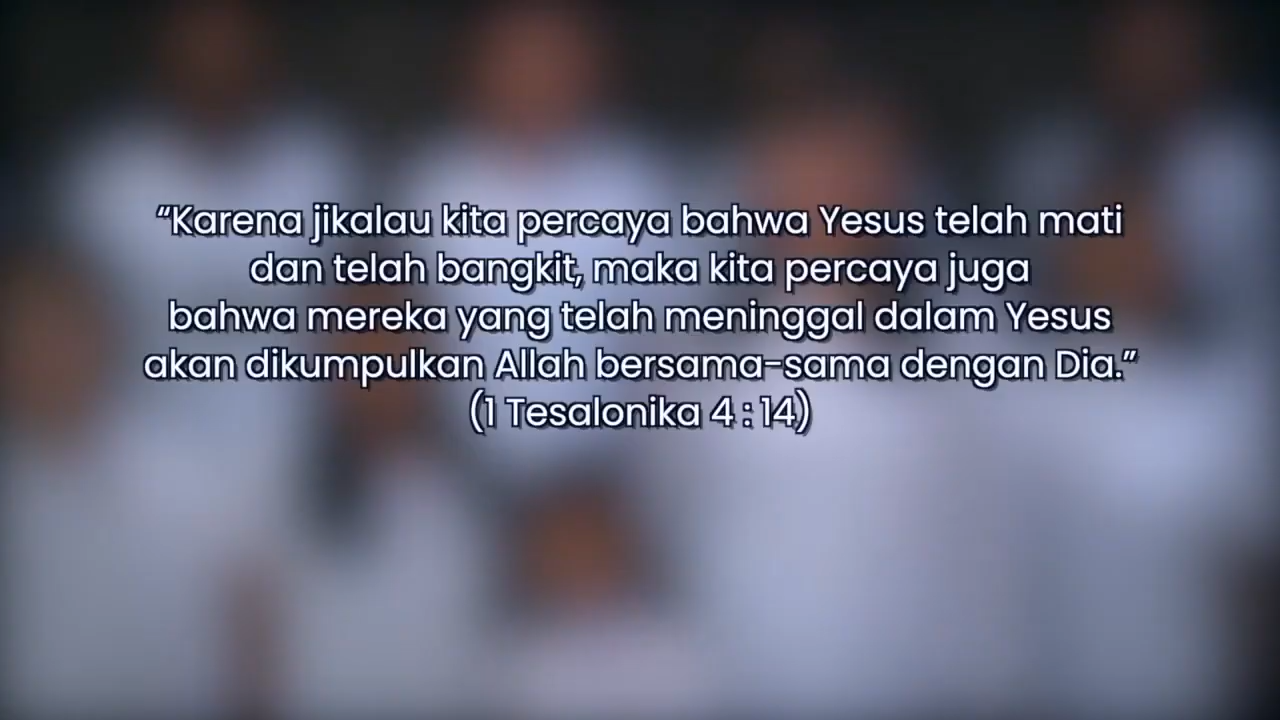 “Karena jikalau kita percaya bahwa Yesus telah mati
dan telah bangkit, maka kita percaya juga
bahwa mereka yang telah meninggal dalam Yesus
akan dikumpulkan Allah bersama-sama dengan Dia.”
(1 Tesalonika 4 : 14)